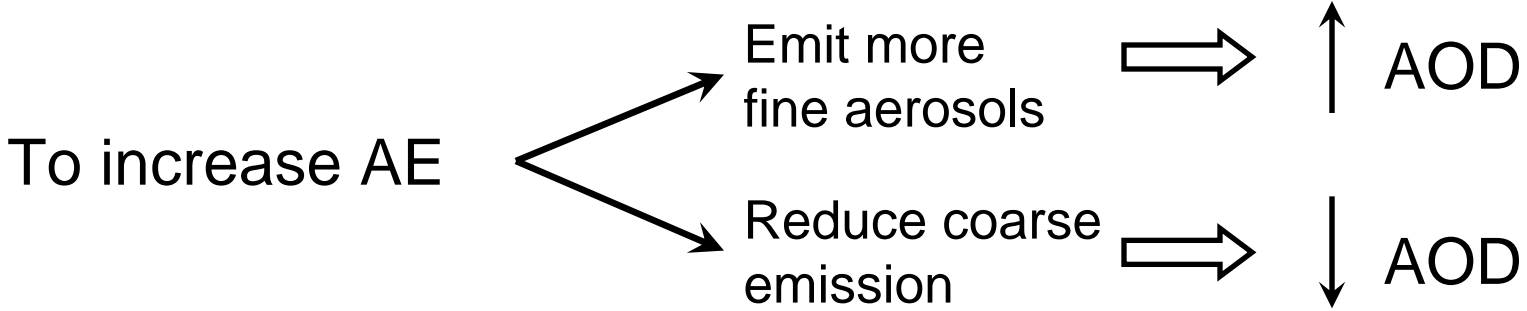 To increase AE
Emit more
fine aerosols
AOD
Reduce coarse
emission
AOD